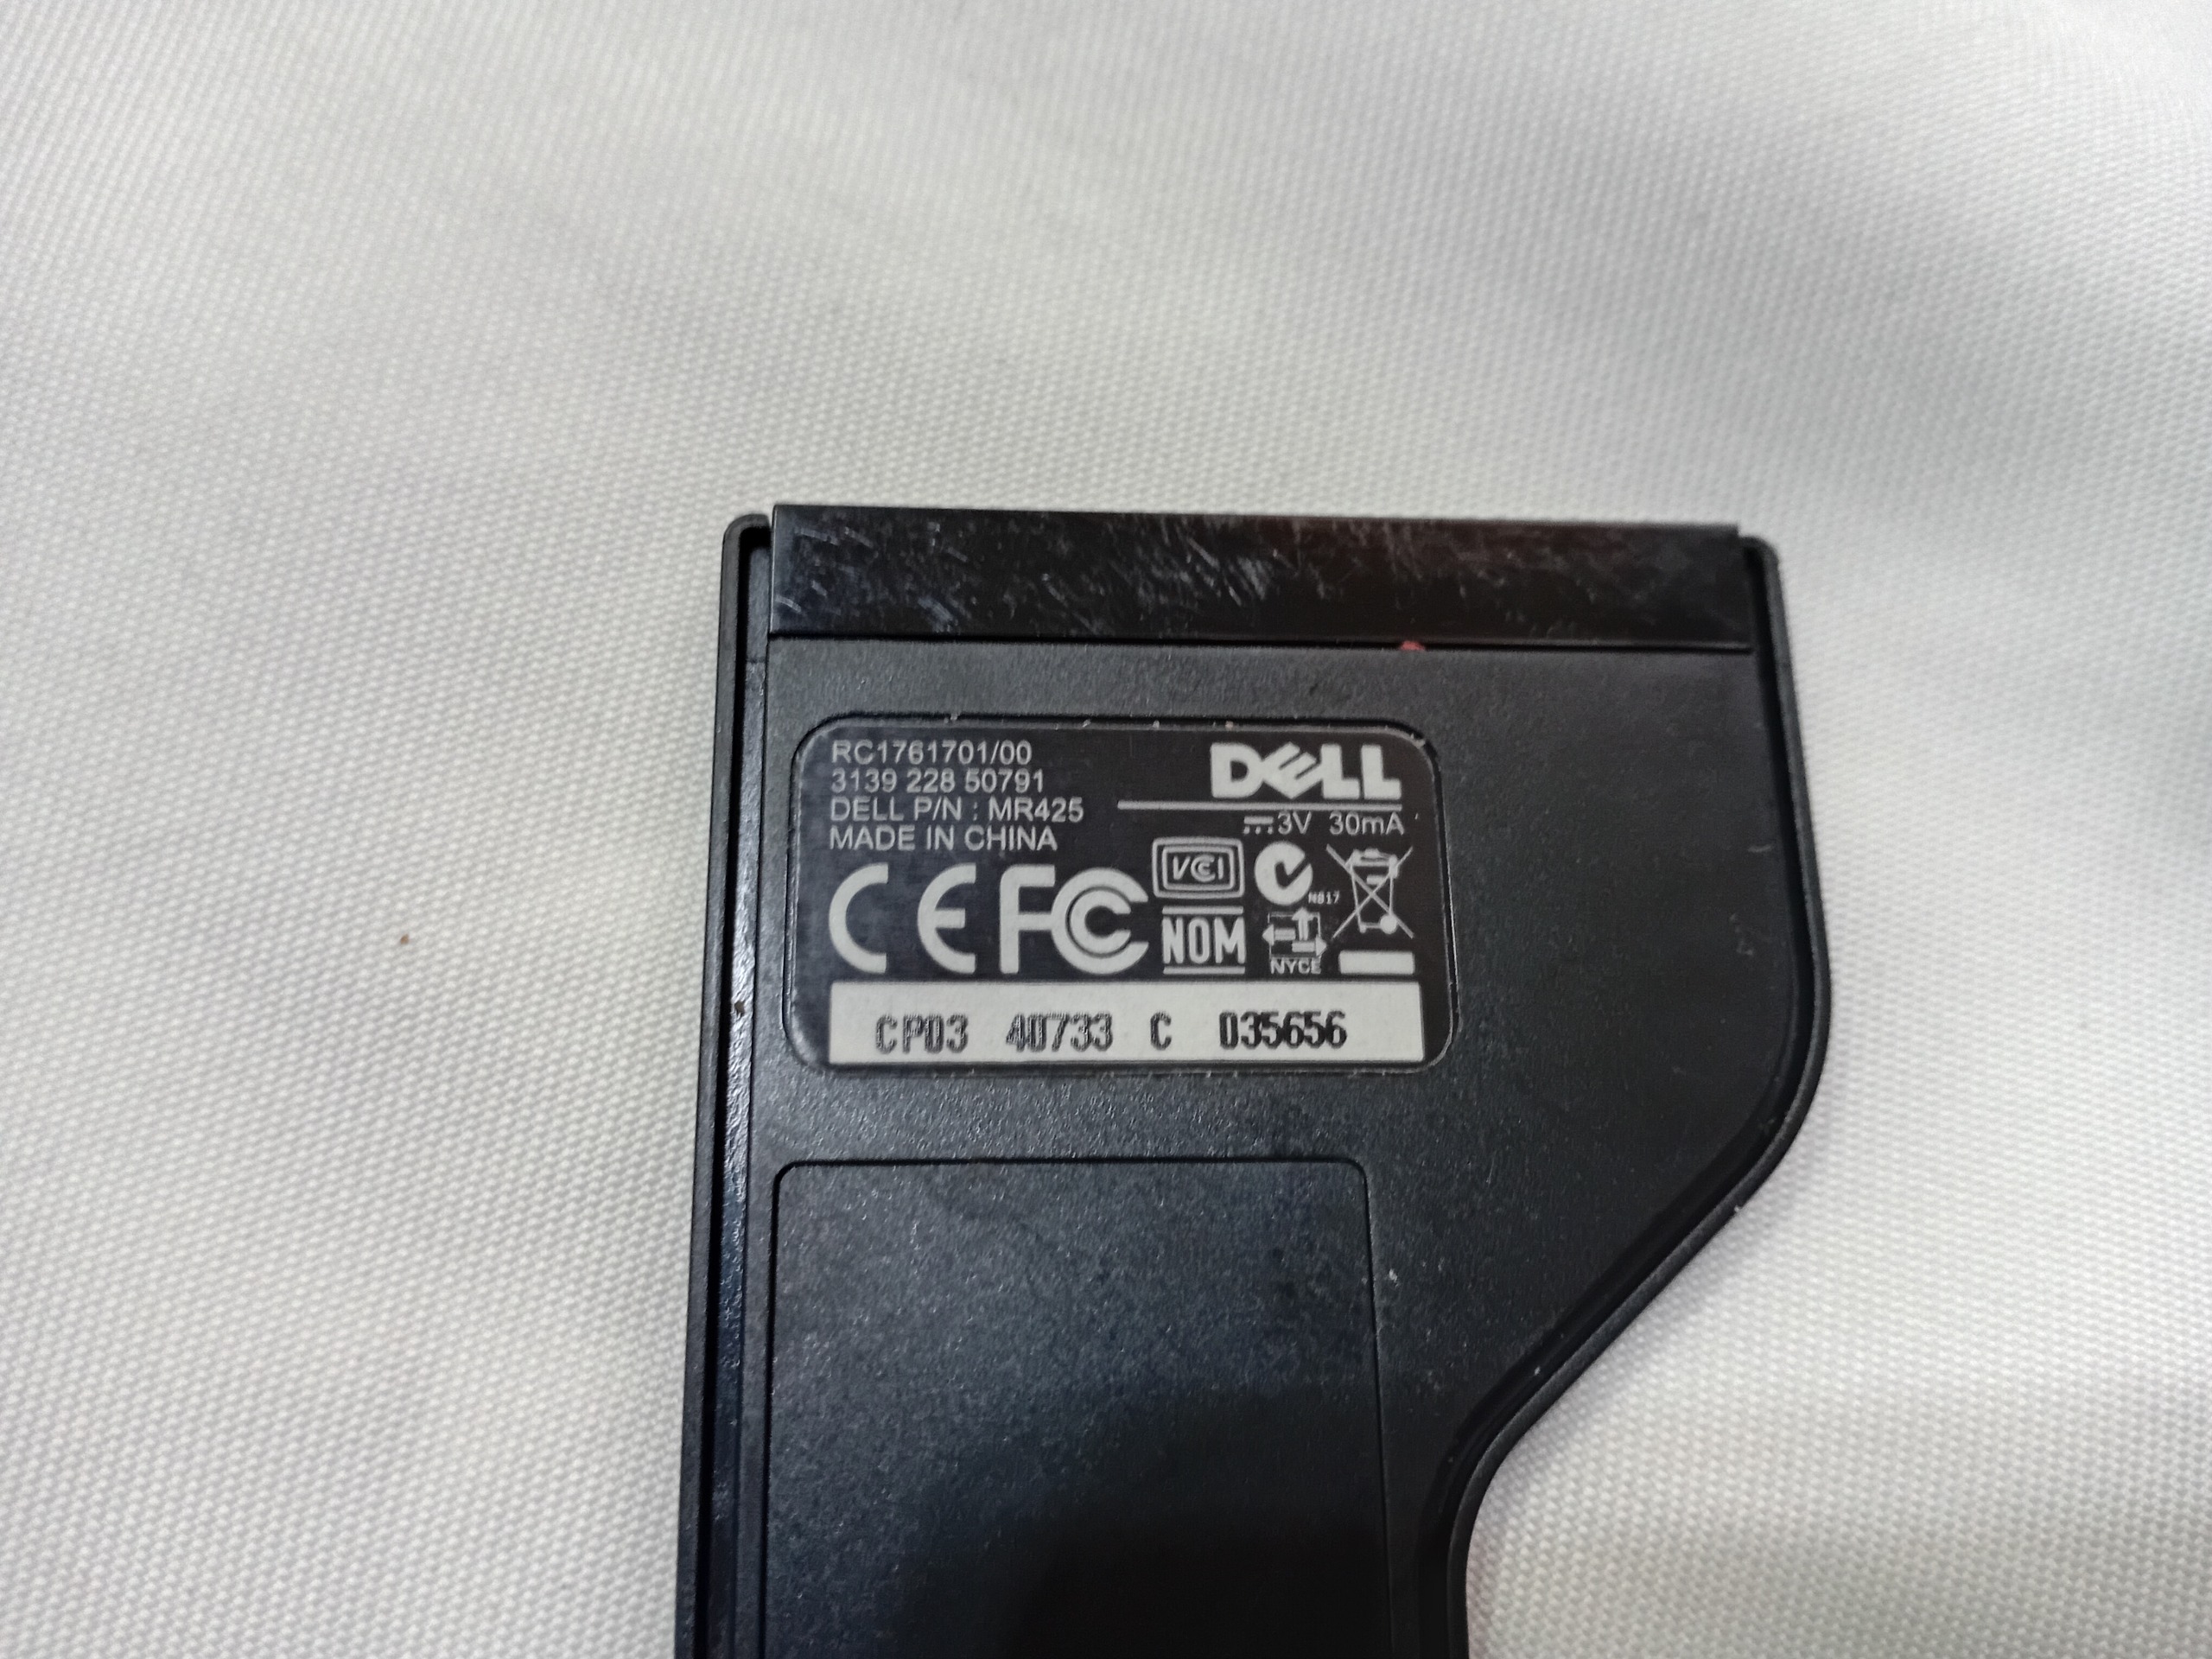 RC1761701/00
3139 228 50791
DELL P/N : MR425
MADE IN CHINA
DELL
3V 30mA
CE FC VCI N817
NOM NYCE
CP03 40733 C 035656